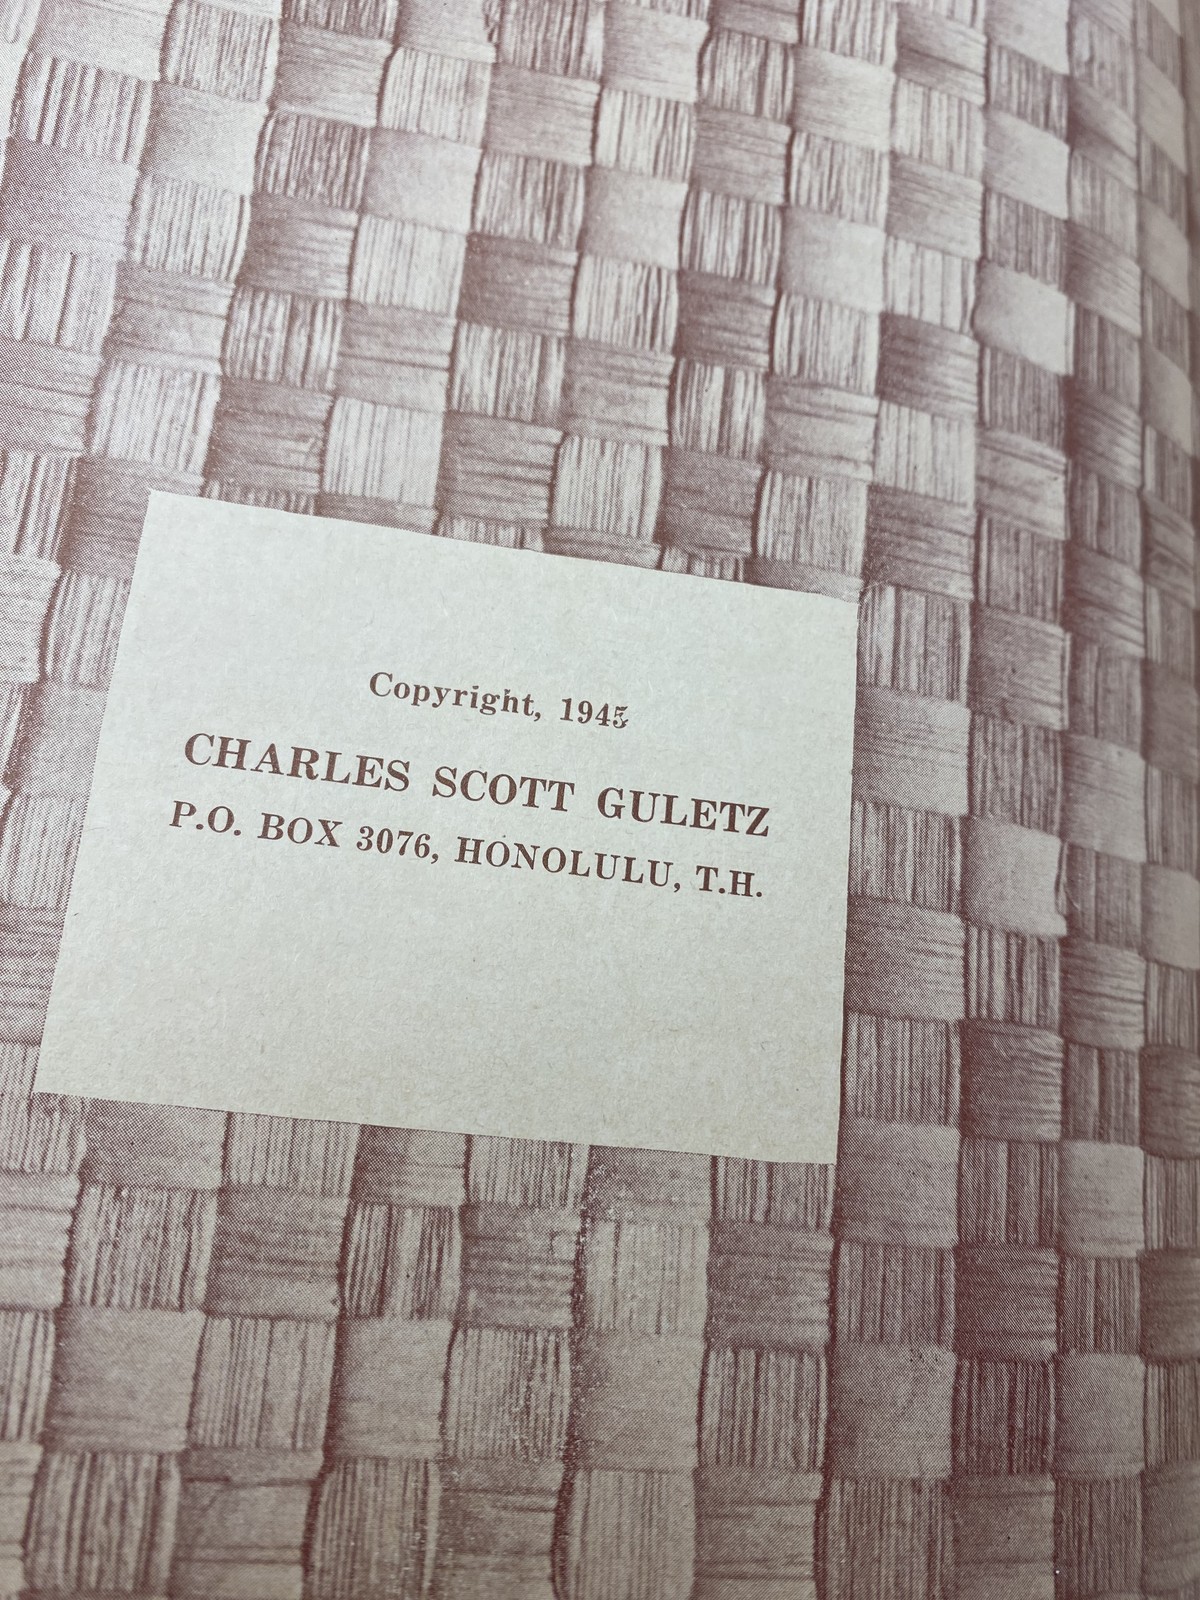 Copyright, 1945
CHARLES SCOTT GULETZ
P.O. BOX 3076, HONOLULU, T.H.